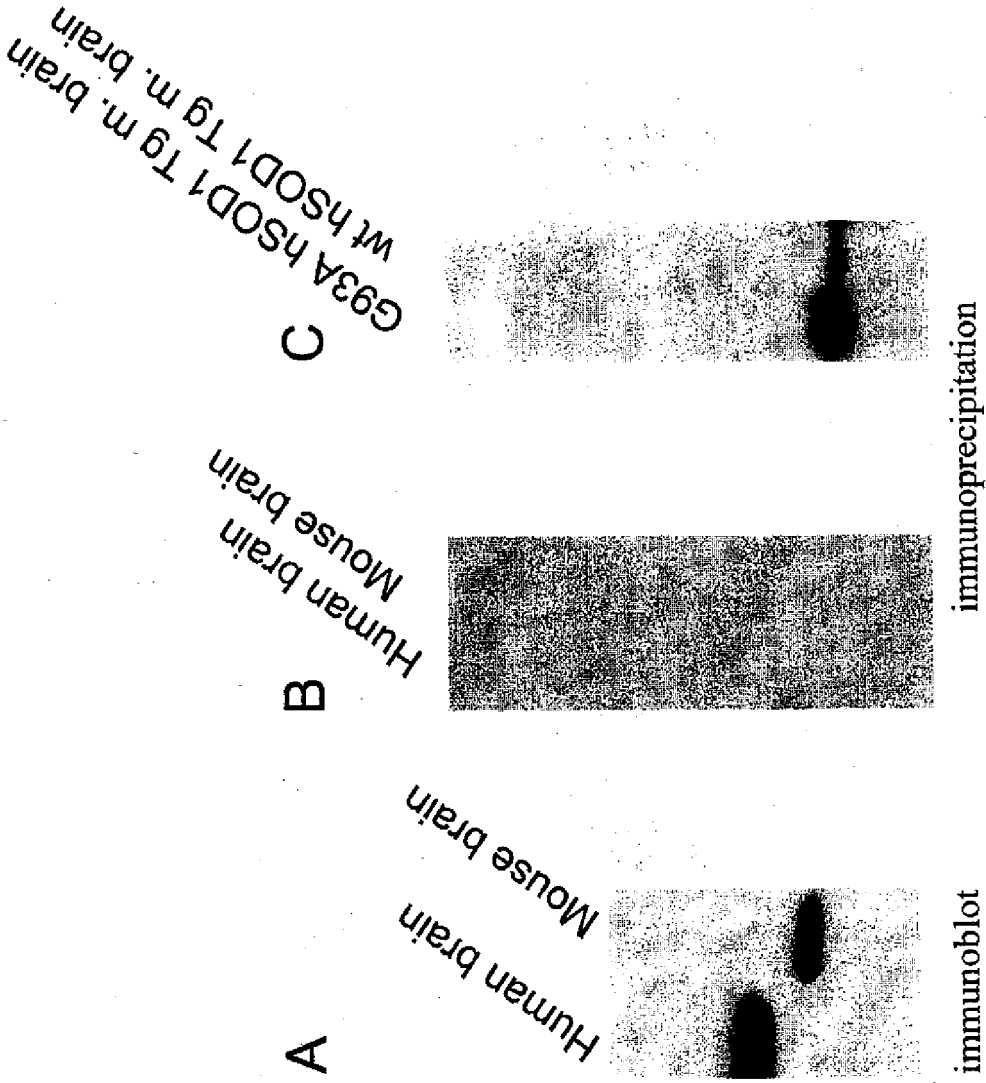 A
Human brain
Mouse brain
immunoblot
B
Human brain
Mouse brain
C
G93A hSOD1 Tg m. brain
wt hSOD1 Tg m. brain
immunoprecipitation